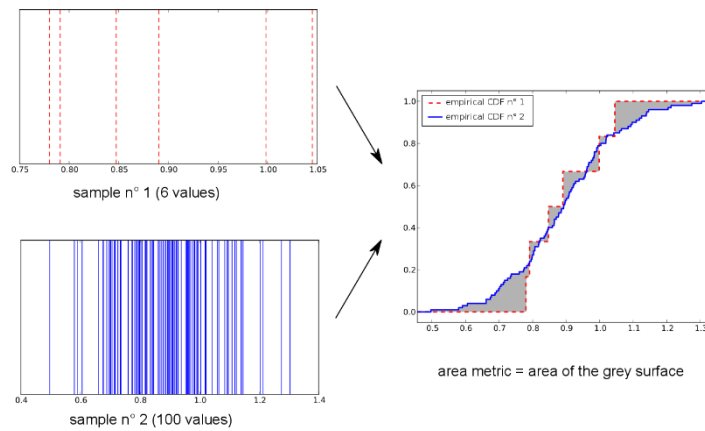 0.75 0.80 0.85 0.90 0.95 1.00 1.05
sample n° 1 (6 values)
0.4 0.6 0.8 1.0 1.2 1.4
sample n° 2 (100 values)
empirical CDF n° 1
empirical CDF n° 2
1.0
0.8
0.6
0.4
0.2
0.0
0.5 0.6 0.7 0.8 0.9 1.0 1.1 1.2 1.3
area metric = area of the grey surface